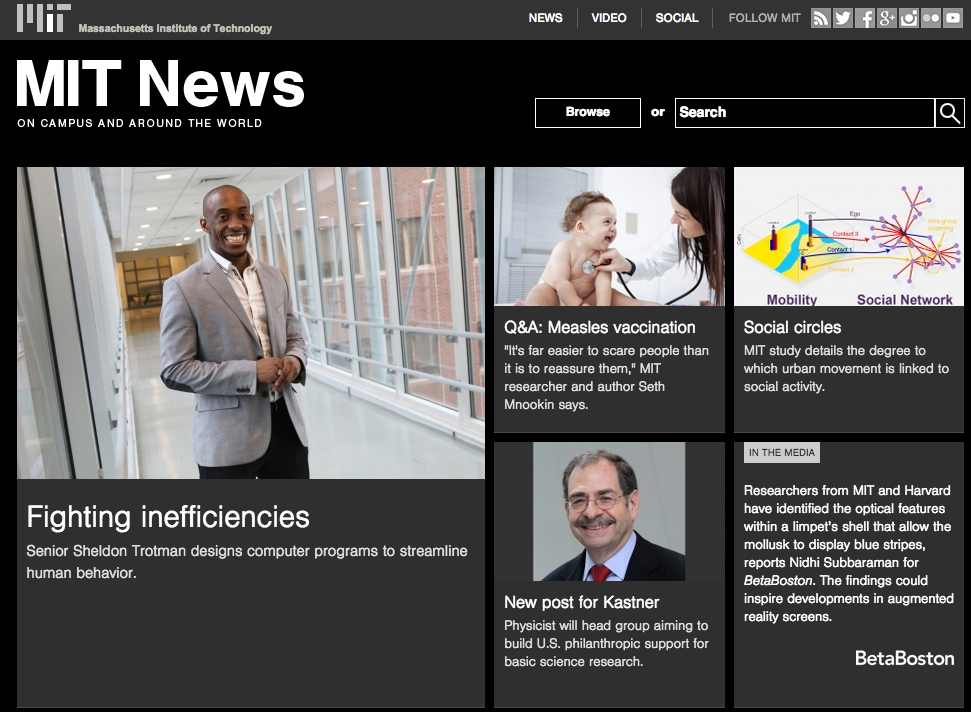 MIT
Massachusetts Institute of Technology
NEWS
VIDEO
SOCIAL
FOLLOW MIT
MIT News
ON CAMPUS AND AROUND THE WORLD
Browse
or
Search
Fighting inefficiencies
Senior Sheldon Trotman designs computer programs to streamline
human behavior.
Q&A: Measles vaccination
"It's far easier to scare people than
it is to reassure them," MIT
researcher and author Seth
Mnookin says.
Ego
Contact 3
Contact 1
Contact 2
Intra-group
clustering
Mobility
Social Network
Social circles
MIT study details the degree to
which urban movement is linked to
social activity.
New post for Kastner
Physicist will head group aiming to
build U.S. philanthropic support for
basic science research.
IN THE MEDIA
Researchers from MIT and Harvard
have identified the optical features
within a limpet's shell that allow the
mollusk to display blue stripes,
reports Nidhi Subbaraman for
BetaBoston. The findings could
inspire developments in augmented
reality screens.
BetaBoston